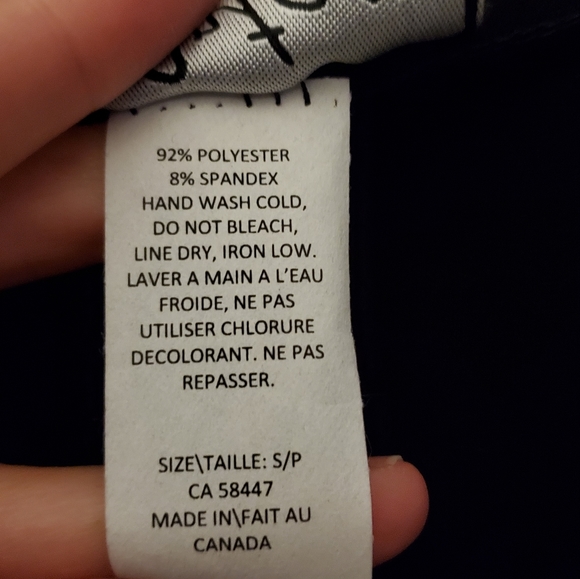 92% POLYESTER
8% SPANDEX
HAND WASH COLD,
DO NOT BLEACH,
LINE DRY, IRON LOW.
LAVER A MAIN A L'EAU
FROIDE, NE PAS
UTILISER CHLORURE
DECOLORANT. NE PAS
REPASSER.
SIZE\TAILLE: S/P
CA 58447
MADE IN\FAIT AU
CANADA